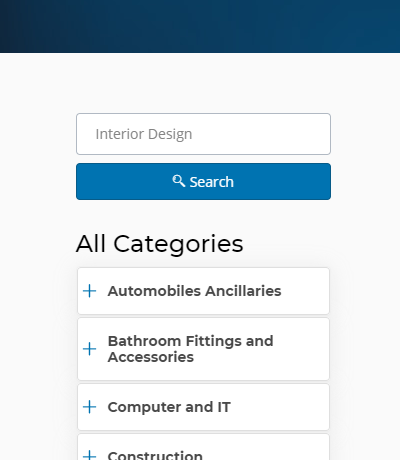 Interior Design
Search
All Categories
Automobiles Ancillaries
Bathroom Fittings and
Accessories
Computer and IT
Construction